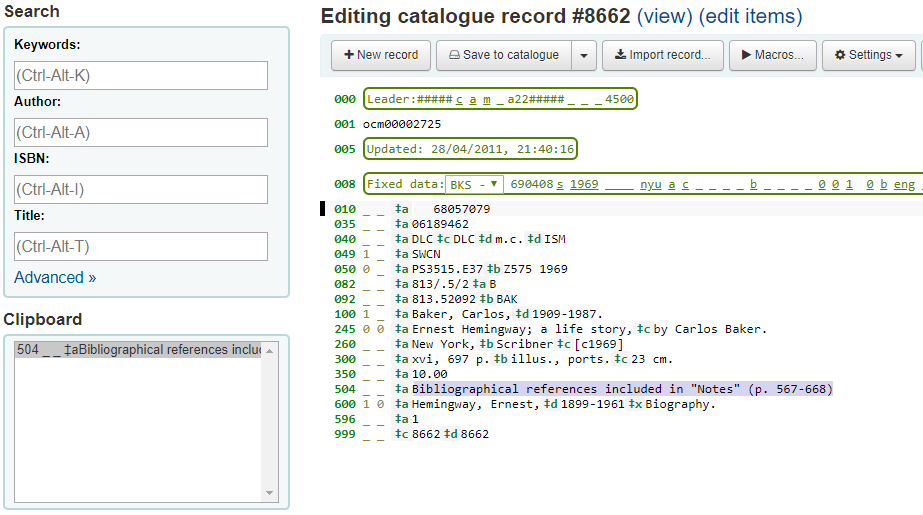 Search
Keywords:
(Ctrl-Alt-K)
Author:
(Ctrl-Alt-A)
ISBN:
(Ctrl-Alt-I)
Title:
(Ctrl-Alt-T)
Advanced »
Clipboard
504 _ _ ‡aBibliographical references inclu
Editing catalogue record #8662 (view) (edit items)
New record Save to catalogue Import record... Macros... Settings
000 Leader:##### c a m _ a22##### _ _ _ 4500
001 ocm00002725
005 Updated: 28/04/2011, 21:40:16
008 Fixed data: BKS - 690408 s 1969 ____ nyu a c _ _ _ _ b _ _ _ _ 0 0 1 _ 0 b eng
010 _ _ ‡a 68057079
035 _ _ ‡a 06189462
040 _ _ ‡a DLC ‡c DLC ‡d m.c. ‡d ISM
049 1 _ ‡a SWCN
050 0 _ ‡a PS3515.E37 ‡b Z575 1969
082 _ _ ‡a 813/.5/2 ‡a B
092 _ _ ‡a 813.52092 ‡b BAK
100 1 _ ‡a Baker, Carlos, ‡d 1909-1987.
245 0 0 ‡a Ernest Hemingway; a life story, ‡c by Carlos Baker.
260 _ _ ‡a New York, ‡b Scribner ‡c [c1969]
300 _ _ ‡a xvi, 697 p. ‡b illus., ports. ‡c 23 cm.
350 _ _ ‡a 10.00
504 _ _ ‡a Bibliographical references included in "Notes" (p. 567-668)
600 1 0 ‡a Hemingway, Ernest, ‡d 1899-1961 ‡x Biography.
596 _ _ ‡a 1
999 _ _ ‡c 8662 ‡d 8662